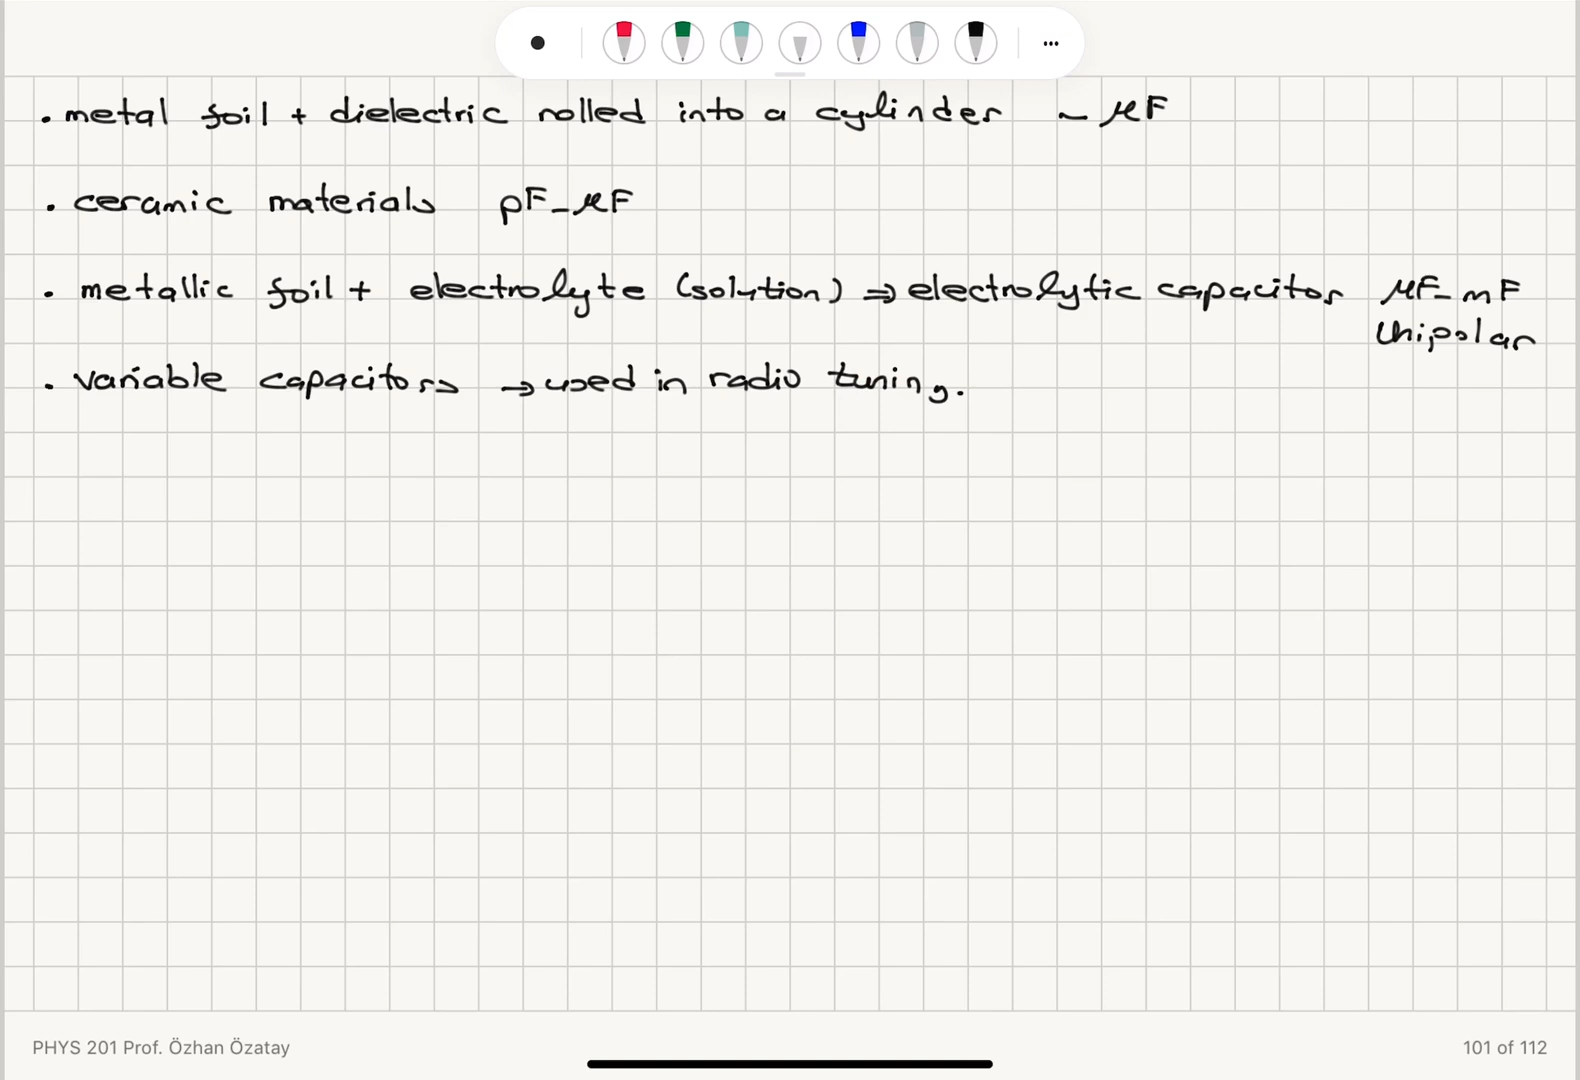 . metal foil + dielectric rolled into a cylinder ~ μF
. ceramic materials pF-μF
. metallic foil + electrolyte (solution) ⇒ electrolytic capacitor μF-mF
Unipolar
. variable capacitors → used in radio tuning.
PHYS 201 Prof. Özhan Özatay
101 of 112